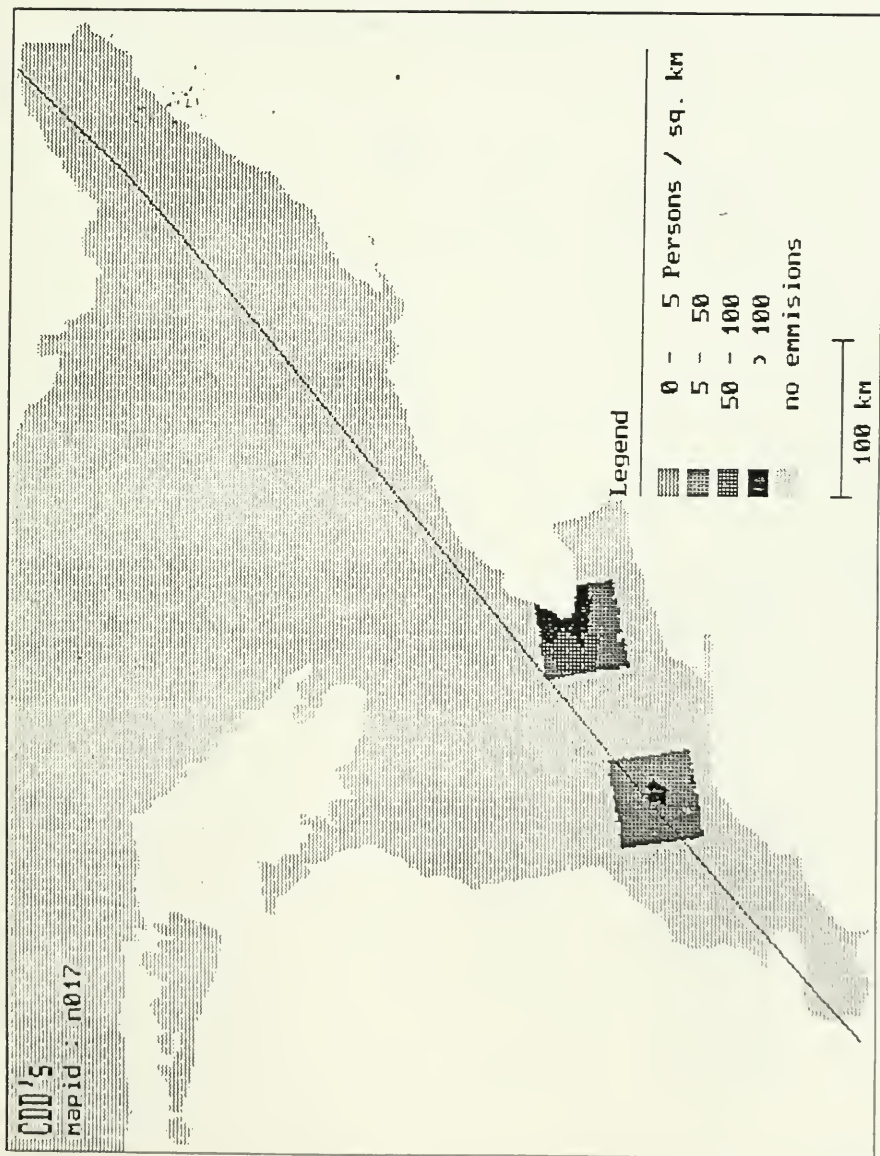 CDD's
mapid : n017
Legend
0 - 5 Persons / sq. km
5 - 50
50 - 100
> 100
no emmisions
100 km